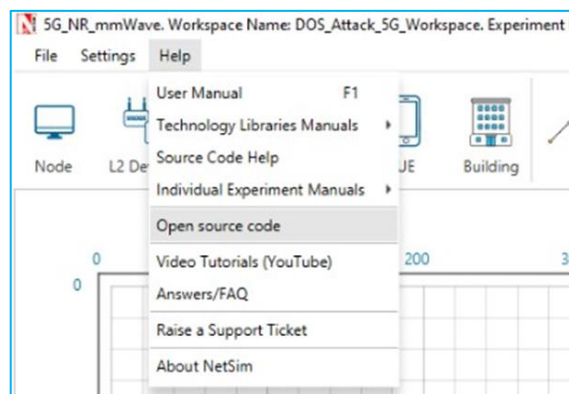 5G_NR_mmWave. Workspace Name: DOS_Attack_5G_Workspace. Experiment
File Settings Help
User Manual F1
Technology Libraries Manuals
Source Code Help
Individual Experiment Manuals
Open source code
Video Tutorials (YouTube)
Answers/FAQ
Raise a Support Ticket
About NetSim
Node L2 De UE Building
0 200 3
0